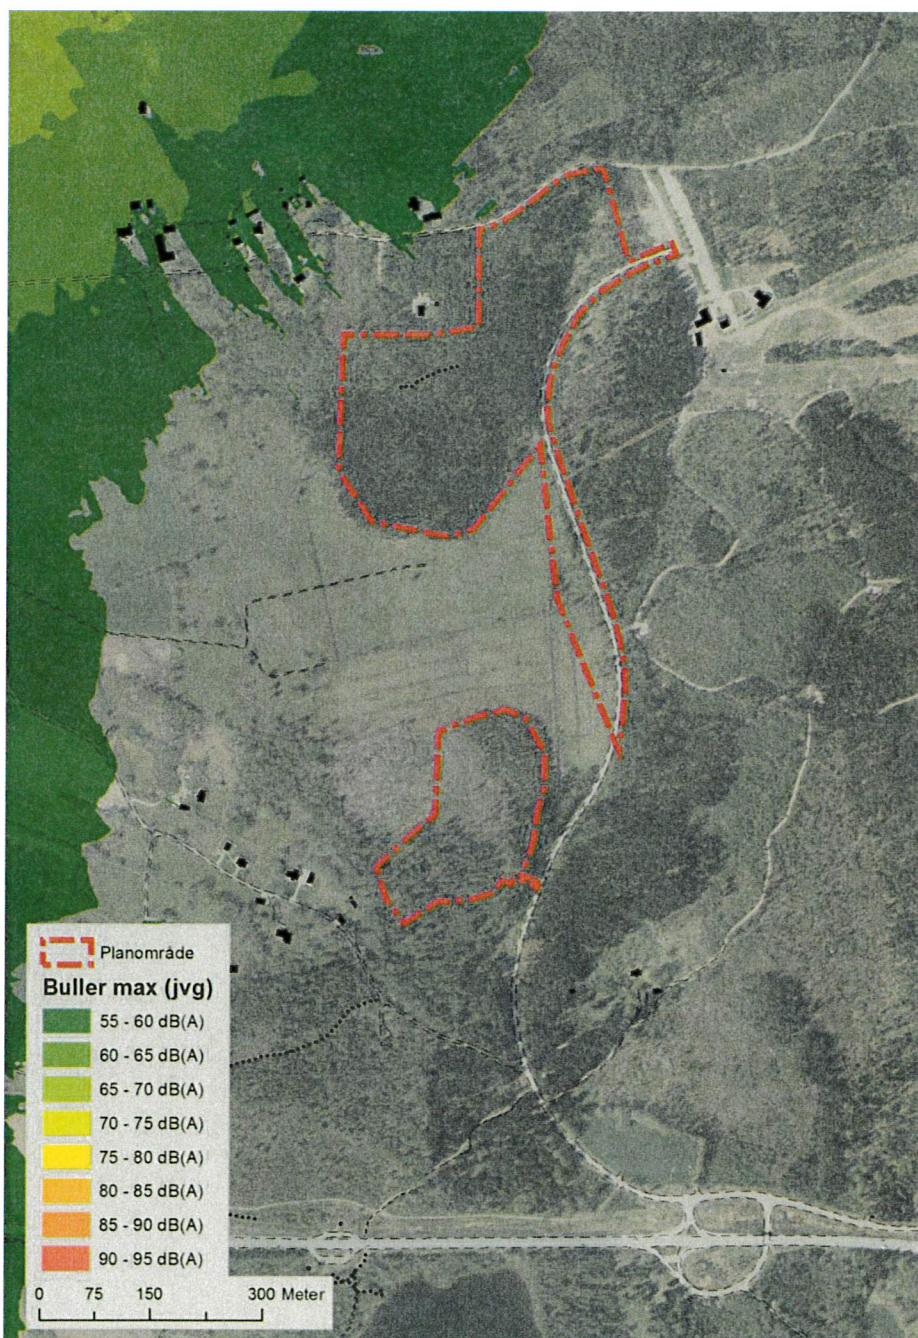 Planområde
Buller max (jvg)
55 - 60 dB(A)
60 - 65 dB(A)
65 - 70 dB(A)
70 - 75 dB(A)
75 - 80 dB(A)
80 - 85 dB(A)
85 - 90 dB(A)
90 - 95 dB(A)
0 75 150 300 Meter